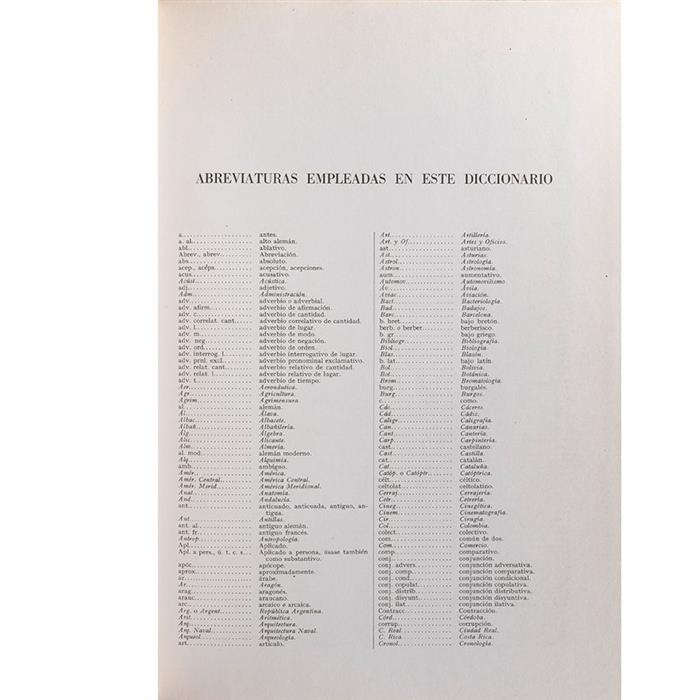 ABREVIATURAS EMPLEADAS EN ESTE DICCIONARIO
a. antes.
a. al. alto alemán.
abl. ablativo.
Abrev., abrev. Abreviación.
abs. absoluto.
acep., acéps. acepción, acepciones.
acus. acusativo.
Acúst. Acústica.
adj. adjetivo.
Adm. Administración.
adv. adverbio o adverbial.
adv. afirm. adverbio de afirmación.
adv. c. adverbio de cantidad.
adv. correlat. cant. adverbio correlativo de cantidad.
adv. l. adverbio de lugar.
adv. m. adverbio de modo.
adv. neg. adverbio de negación.
adv. ord. adverbio de orden.
adv. interrog. l. adverbio interrogativo de lugar.
adv. prnl. excl. adverbio pronominal exclamativo.
adv. relat. cant. adverbio relativo de cantidad.
adv. relat. l. adverbio relativo de lugar.
adv. t. adverbio de tiempo.
Aer. Aeronáutica.
Agr. Agricultura.
Agrim. Agrimensura
al. alemán.
Ál. Álava.
Albac. Albacete.
Albañ. Albañilería.
Álg. Álgebra.
Alic. Alicante.
Alm. Almería.
al. mod. alemán moderno.
Alq. Alquimia.
amb. ambiguo.
Amér. América.
Amér. Central América Central.
Amér. Merid. América Meridional.
Anat. Anatomía.
And. Andalucía.
ant. anticuado, anticuada, antiguo, an-
tigua.
Ant. Antillas.
ant. al. antiguo alemán.
ant. fr. antiguo francés.
Antrop. Antropología.
Apl. Aplicado.
Apl. a pers., ú. t. c. s. Aplicado a persona, úsase también
como substantivo.
apóc. apócope.
aprox. aproximadamente.
ár. árabe.
Ar. Aragón.
arag. aragonés.
arauc. araucano.
arc. arcaico e arcaica.
Arg. o Argent. República Argentina.
Arit. Aritmética.
Arq. Arquitectura.
Arq. Naval. Arquitectura Naval.
Arqueol. Arqueología.
art. artículo.
Art. Artillería.
Art. y Of. Artes y Oficios.
ast. asturiano.
Ast. Asturias
Astrol. Astrología.
Astron. Astronomía.
aum. aumentativo.
Automov. Automovilismo.
Áv. Ávila.
Aviac. Aviación.
Bact. Bacteriología.
Bad. Badajoz.
Barc. Barcelona.
b. bret. bajo bretón.
berb. o berber. berberisco.
b. gr. bajo griego.
Bibliogr. Bibliografía.
Biol. Biología.
Blas. Blasón.
b. lat. bajo latín.
Bol. Bolivia.
Bot. Botánica.
Brom. Bromatología.
burg. burgalés.
Burg. Burgos.
c. como.
Các. Cáceres.
Cád. Cádiz.
Caligr. Caligrafía.
Can. Canarias.
Cant. Cantería.
Carp. Carpintería.
cast. castellano.
Cast. Castilla.
cat. catalán.
Cat. Cataluña
Catóp. o Catóptr. Catóptrica.
célt. céltico.
celtolat. celtolatino.
Cerraj. Cerrajería.
Cetr. Cetrería.
Cineg. Cinegética.
Cinem. Cinematografía.
Cir. Cirugía.
Col. Colombia.
colect. colectivo.
com. común de dos.
Com. Comercio.
comp. comparativo.
conj. conjunción.
conj. advers. conjunción adversativa.
conj. comp. conjunción comparativa.
conj. cond. conjunción condicional.
conj. copulat. conjunción copulativa.
conj. distrib. conjunción distributiva.
conj. disyunt. conjunción disyuntiva.
conj. ilat. conjunción ilativa.
Contracc. Contracción.
Córd. Córdoba.
corrup. corrupción.
C. Real. Ciudad Real.
C. Rica Costa Rica.
Cronol. Cronología.